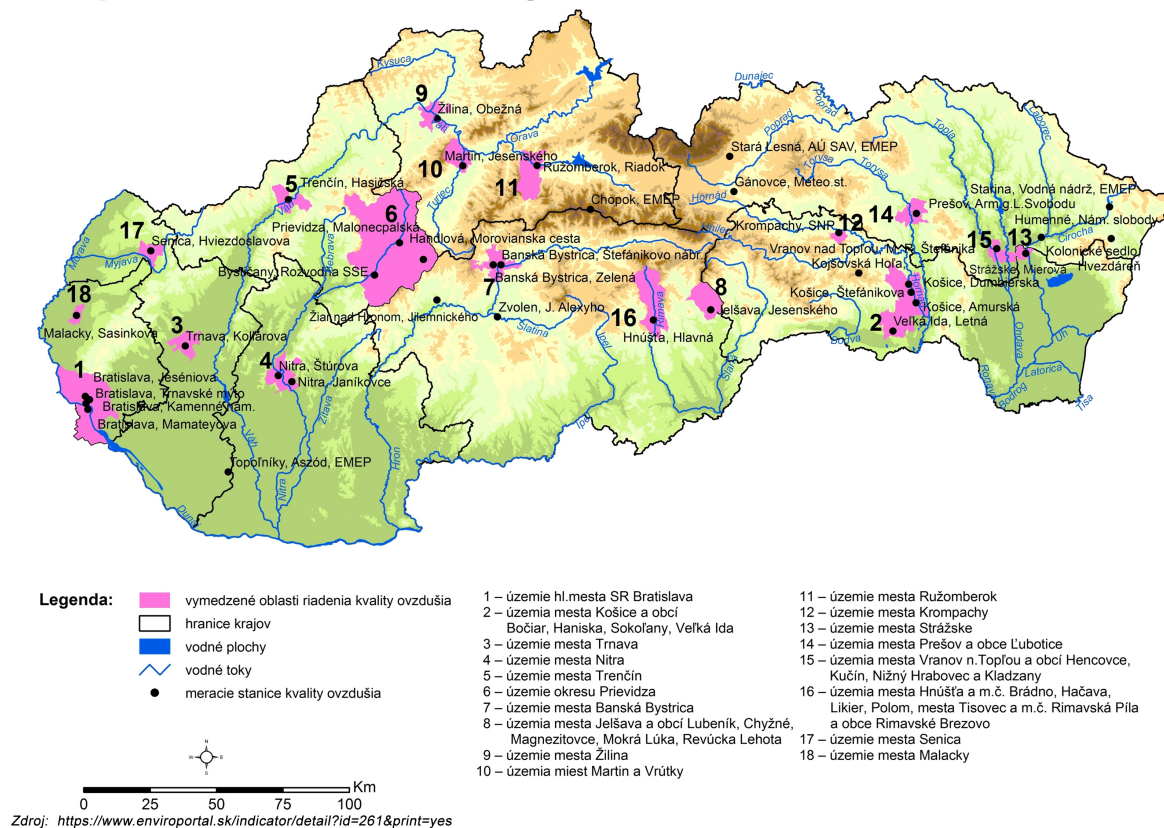 Kysuca
Dunajec
9
Žilina, Obežná
Váh
Orava
Poprad
Poprad
Topla
Laborec
10
Martin, Jesenského
Ružomberok, Riadok
11
Stará Lesná, AÚ SAV, EMEP
Torysa
Torysa
5
Trenčín, Hasičská
Váh
Turiec
Gánovce, Meteo.st.
Hornád
Starina, Vodná nádrž, EMEP
6
Prievidza, Malonecpalská
Chopok, EMEP
14
Prešov, Arm.g.L.Svobodu
Humenné, Nám. slobody
17
Senica, Hviezdoslavova
Morava
Myjava
Handlová, Morovianska cesta
Krompachy, SNP
12
Hnilec
Vranov nad Topľou, M. R. Štefánika
15
13
Cirocha
Kolonické sedlo,
Hvezdáreň
Banská Bystrica, Štefánikovo nábr.
Bystričany, Rozvodňa SSE
Banská Bystrica, Zelená
7
Kojšovská Hoľa
Strážske, Mierová
Košice, Ďumbierska
18
Malacky, Sasinkova
Žiar nad Hronom, Jilemnického
Zvolen, J. Alexyho
Slatina
8
Jelšava, Jesenského
Košice, Štefánikova
Košice, Amurská
3
Trnava, Kollárova
16
Hnúšťa, Hlavná
Rimava
2
Veľká Ida, Letná
Bodva
Ondava
Uh
Ipeľ
4
Nitra, Štúrova
Nitra, Janíkovce
Slaná
Latorica
1
Bratislava, Jeséniova
Bratislava, Trnavské mýto
Bratislava, Kamenné nám.
Bratislava, Mamateyova
Žitava
Ronava
Bodrog
Tisa
Ipeľ
Váh
Hron
Topoľníky, Aszód, EMEP
Nitra
Legenda:
vymedzené oblasti riadenia kvality ovzdušia
hranice krajov
vodné plochy
vodné toky
meracie stanice kvality ovzdušia
1 – územie hl.mesta SR Bratislava
2 – územia mesta Košice a obcí
Bočiar, Haniska, Sokoľany, Veľká Ida
3 – územie mesta Trnava
4 – územie mesta Nitra
5 – územie mesta Trenčín
6 – územie okresu Prievidza
7 – územie mesta Banská Bystrica
8 – územia mesta Jelšava a obcí Lubeník, Chyžné,
Magnezitovce, Mokrá Lúka, Revúcka Lehota
9 – územie mesta Žilina
10 – územia miest Martin a Vrútky
11 – územie mesta Ružomberok
12 – územie mesta Krompachy
13 – územie mesta Strážske
14 – územia mesta Prešov a obce Ľubotice
15 – územia mesta Vranov n.Topľou a obcí Hencovce,
Kučín, Nižný Hrabovec a Kladzany
16 – územia mesta Hnúšťa a m.č. Brádno, Hačava,
Likier, Polom, mesta Tisovec a m.č. Rimavská Píla
a obce Rimavské Brezovo
17 – územie mesta Senica
18 – územie mesta Malacky
N
W
E
S
Km
0 25 50 75 100
Zdroj: https://www.enviroportal.sk/indicator/detail?id=261&print=yes